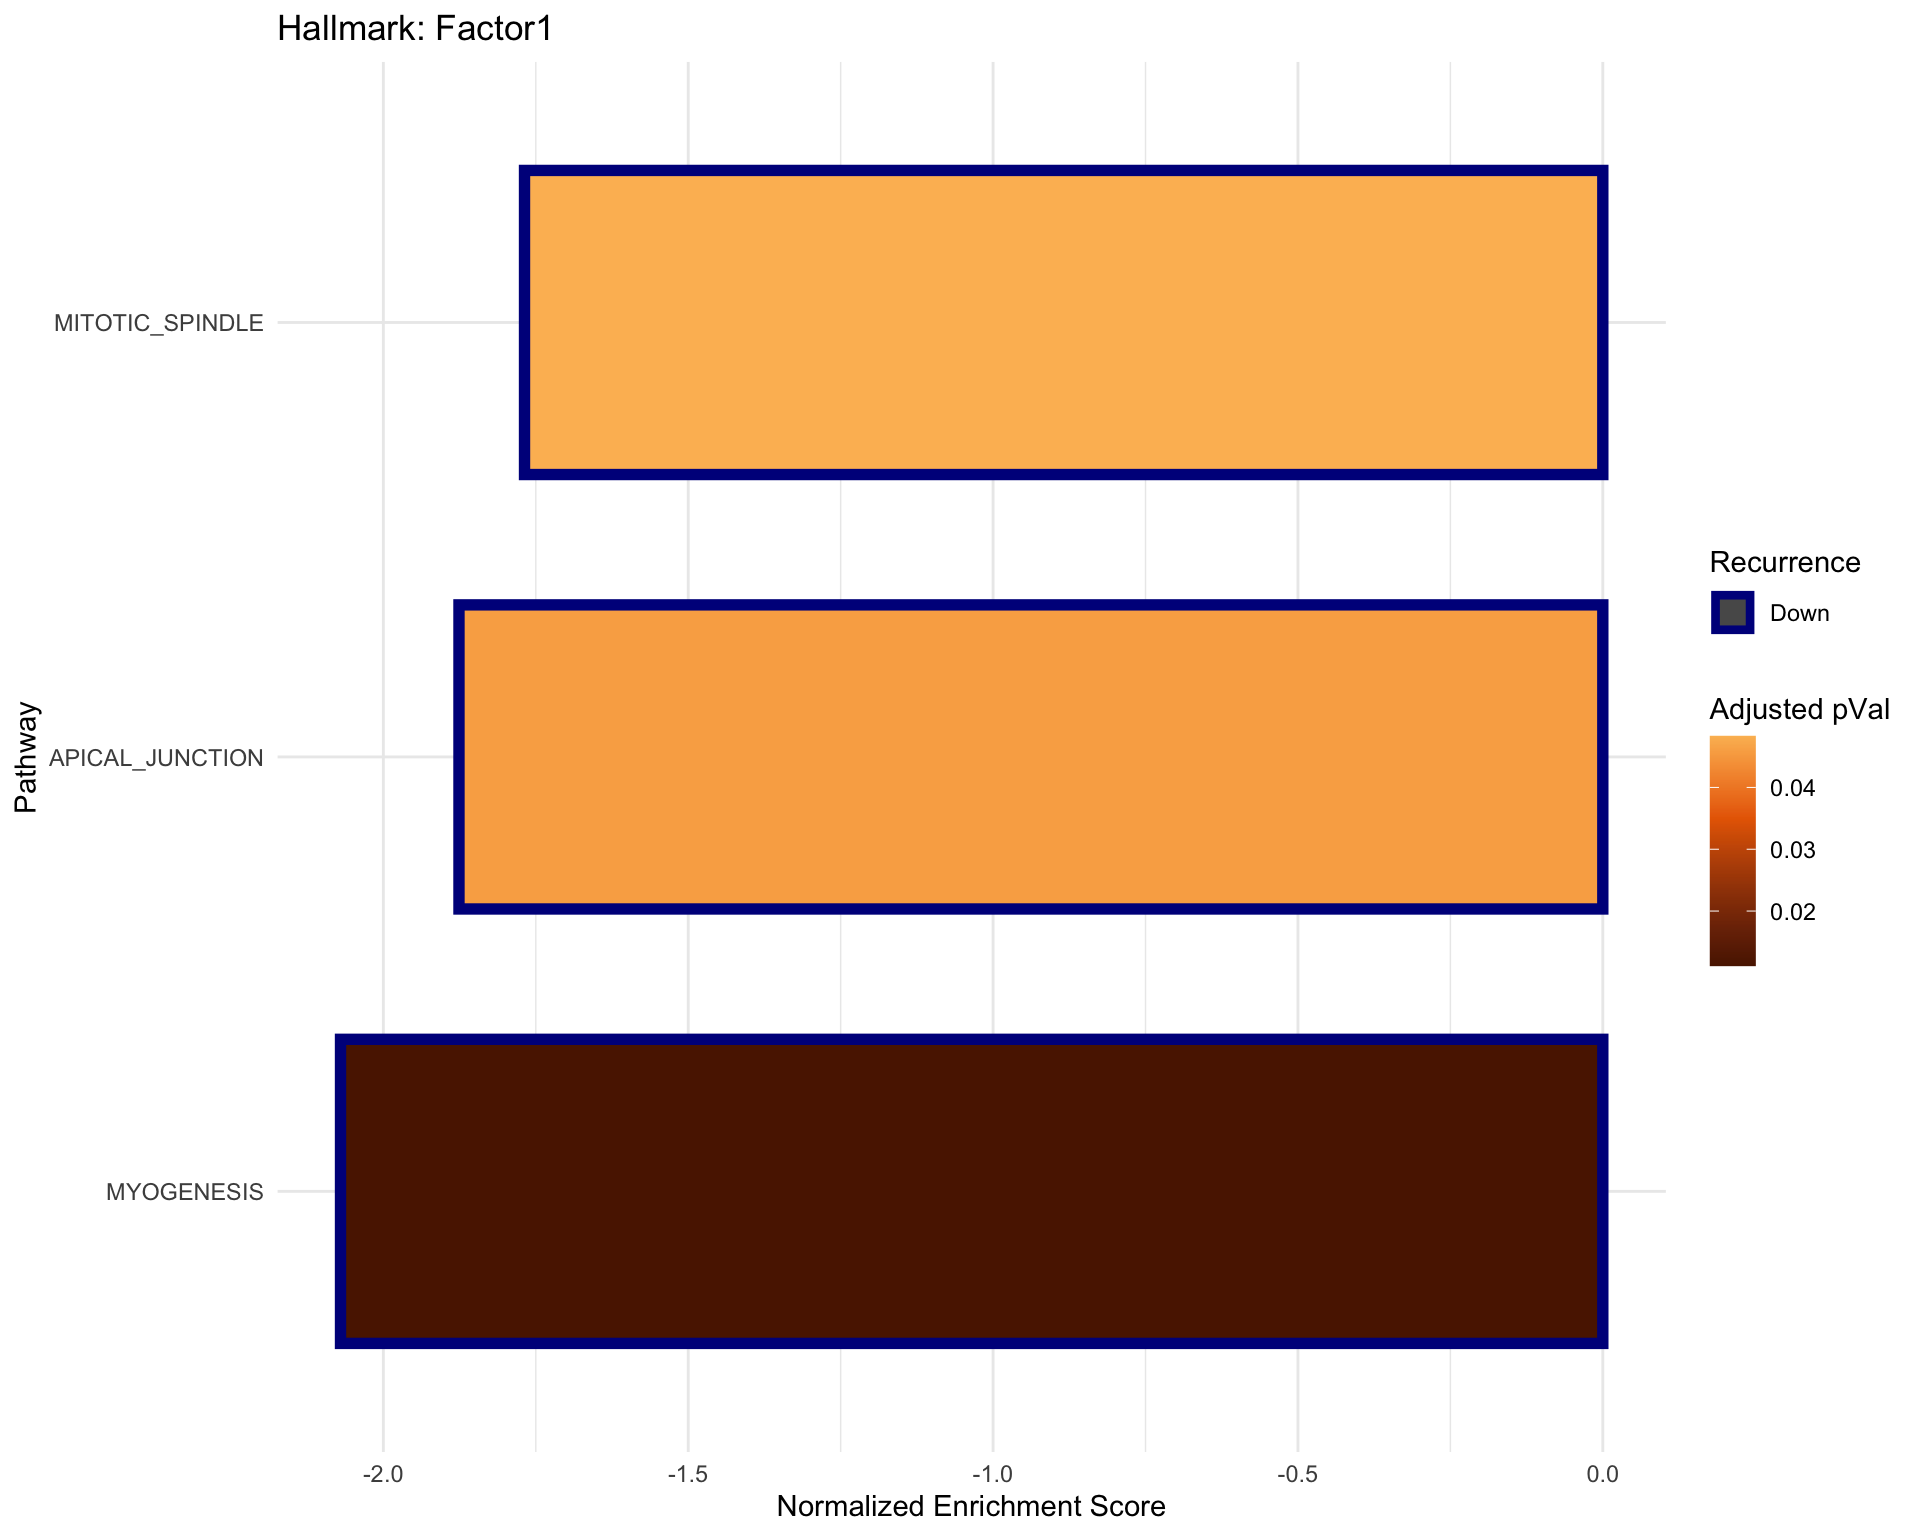 Hallmark: Factor1
MITOTIC_SPINDLE
APICAL_JUNCTION
MYOGENESIS
Pathway
-2.0
-1.5
-1.0
-0.5
0.0
Normalized Enrichment Score
Recurrence
Down
Adjusted pVal
0.04
0.03
0.02